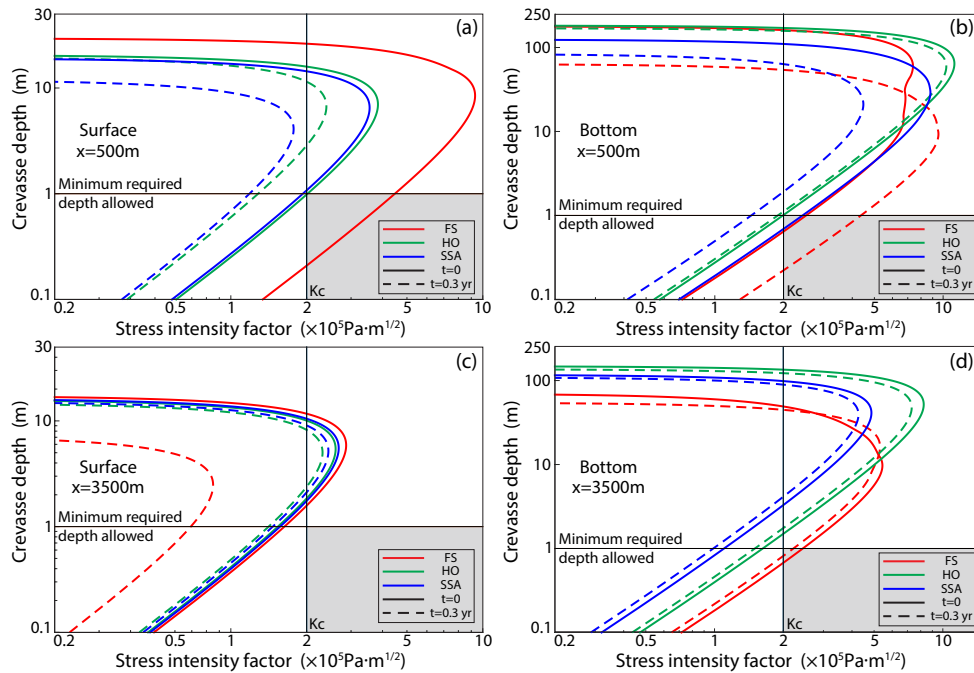 (a)
30
10
1
0.1
Crevasse depth (m)
Surface
x=500m
Minimum required
depth allowed
FS
HO
SSA
t=0
t=0.3 yr
Kc
0.2
0.5
1
2
5
10
Stress intensity factor (×10⁵Pa·m¹/²)
(b)
250
100
10
1
0.1
Crevasse depth (m)
Bottom
x=500m
Minimum required
depth allowed
FS
HO
SSA
t=0
t=0.3 yr
Kc
0.2
0.5
1
2
5
10
Stress intensity factor (×10⁵Pa·m¹/²)
(c)
30
10
1
0.1
Crevasse depth (m)
Surface
x=3500m
Minimum required
depth allowed
FS
HO
SSA
t=0
t=0.3 yr
Kc
0.2
0.5
1
2
5
10
Stress intensity factor (×10⁵Pa·m¹/²)
(d)
250
100
10
1
0.1
Crevasse depth (m)
Bottom
x=3500m
Minimum required
depth allowed
FS
HO
SSA
t=0
t=0.3 yr
Kc
0.2
0.5
1
2
5
10
Stress intensity factor (×10⁵Pa·m¹/²)